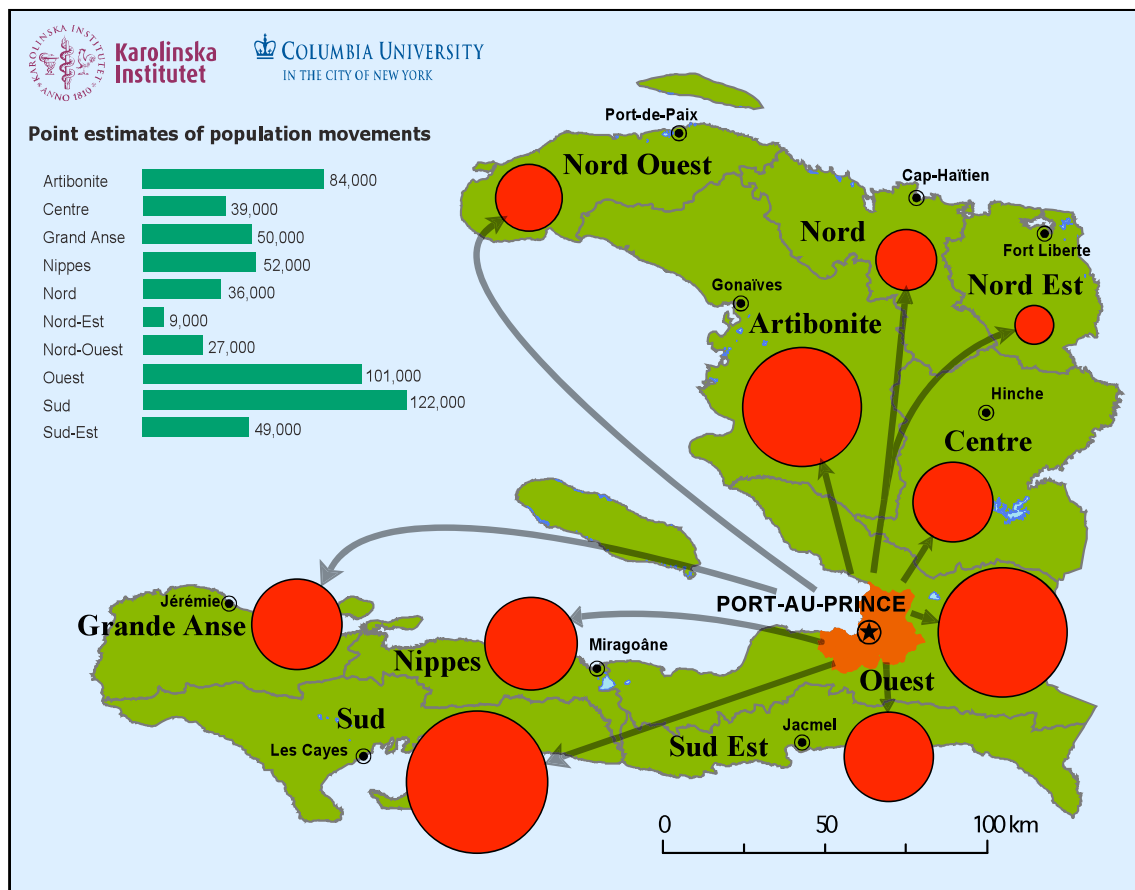 KAROLINSKA INSTITUTET
ANNO 1810
Karolinska
Institutet
COLUMBIA UNIVERSITY
IN THE CITY OF NEW YORK
Point estimates of population movements
Artibonite 84,000
Centre 39,000
Grand Anse 50,000
Nippes 52,000
Nord 36,000
Nord-Est 9,000
Nord-Ouest 27,000
Ouest 101,000
Sud 122,000
Sud-Est 49,000
Port-de-Paix
Nord Ouest
Cap-Haïtien
Nord
Fort Liberte
Nord Est
Gonaïves
Artibonite
Hinche
Centre
PORT-AU-PRINCE
Jérémie
Grande Anse
Nippes
Miragoâne
Ouest
Sud
Jacmel
Sud Est
Les Cayes
0 50 100 km